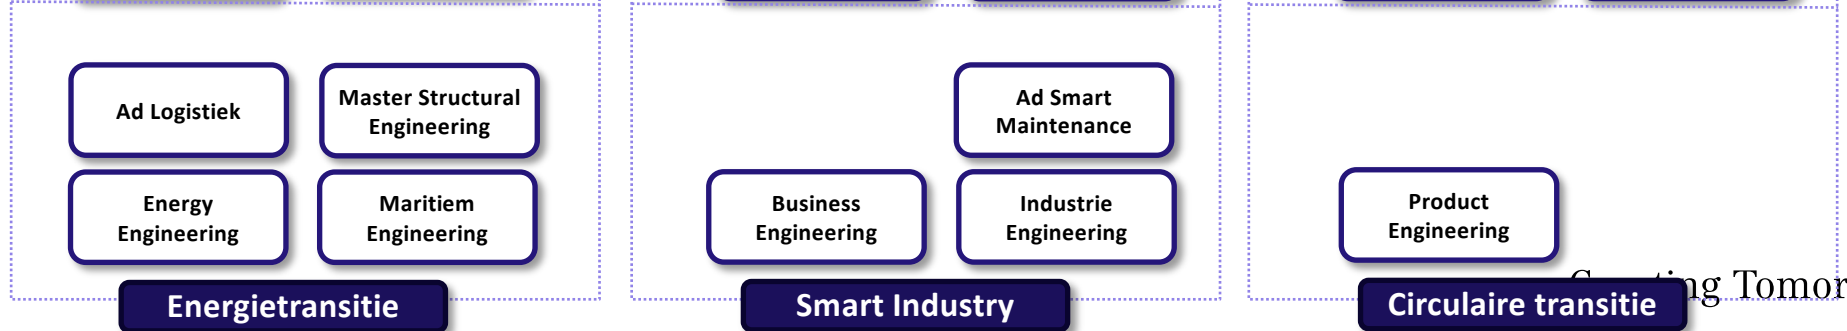 Ad Logistiek
Master Structural
Engineering
Energy
Engineering
Maritiem
Engineering
Energietransitie
Ad Smart
Maintenance
Business
Engineering
Industrie
Engineering
Smart Industry
Product
Engineering
Circulaire transitie